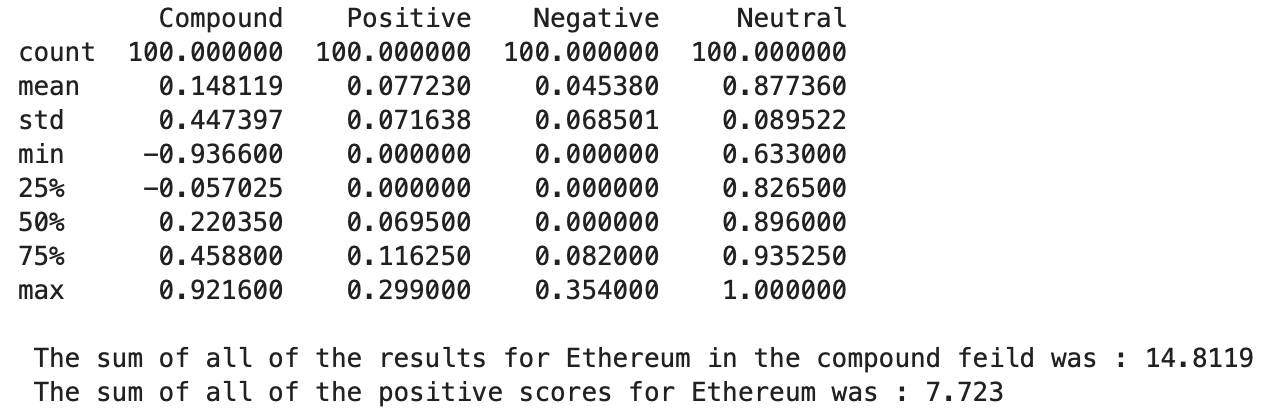 Compound Positive Negative Neutral
count 100.000000 100.000000 100.000000 100.000000
mean 0.148119 0.077230 0.045380 0.877360
std 0.447397 0.071638 0.068501 0.089522
min −0.936600 0.000000 0.000000 0.633000
25% −0.057025 0.000000 0.000000 0.826500
50% 0.220350 0.069500 0.000000 0.896000
75% 0.458800 0.116250 0.082000 0.935250
max 0.921600 0.299000 0.354000 1.000000
The sum of all of the results for Ethereum in the compound feild was : 14.8119
The sum of all of the positive scores for Ethereum was : 7.723